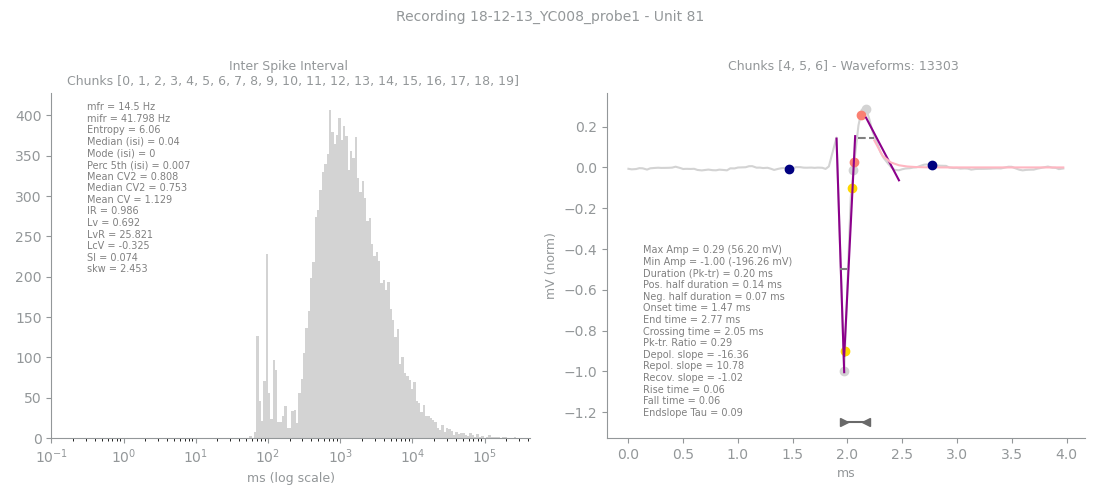 Recording 18-12-13_YC008_probe1 - Unit 81
Inter Spike Interval
Chunks [0, 1, 2, 3, 4, 5, 6, 7, 8, 9, 10, 11, 12, 13, 14, 15, 16, 17, 18, 19]
mfr = 14.5 Hz
mifr = 41.798 Hz
Entropy = 6.06
Median (isi) = 0.04
Mode (isi) = 0
Perc 5th (isi) = 0.007
Mean CV2 = 0.808
Median CV2 = 0.753
Mean CV = 1.129
IR = 0.986
Lv = 0.692
LvR = 25.821
LcV = -0.325
SI = 0.074
skw = 2.453
400
350
300
250
200
150
100
50
0
10⁻¹ 10⁰ 10¹ 10² 10³ 10⁴ 10⁵
ms (log scale)
Chunks [4, 5, 6] - Waveforms: 13303
mV (norm)
0.2
0.0
−0.2
−0.4
−0.6
−0.8
−1.0
−1.2
Max Amp = 0.29 (56.20 mV)
Min Amp = -1.00 (-196.26 mV)
Duration (Pk-tr) = 0.20 ms
Pos. half duration = 0.14 ms
Neg. half duration = 0.07 ms
Onset time = 1.47 ms
End time = 2.77 ms
Crossing time = 2.05 ms
Pk-tr. Ratio = 0.29
Depol. slope = -16.36
Repol. slope = 10.78
Recov. slope = -1.02
Rise time = 0.06
Fall time = 0.06
Endslope Tau = 0.09
0.0 0.5 1.0 1.5 2.0 2.5 3.0 3.5 4.0
ms